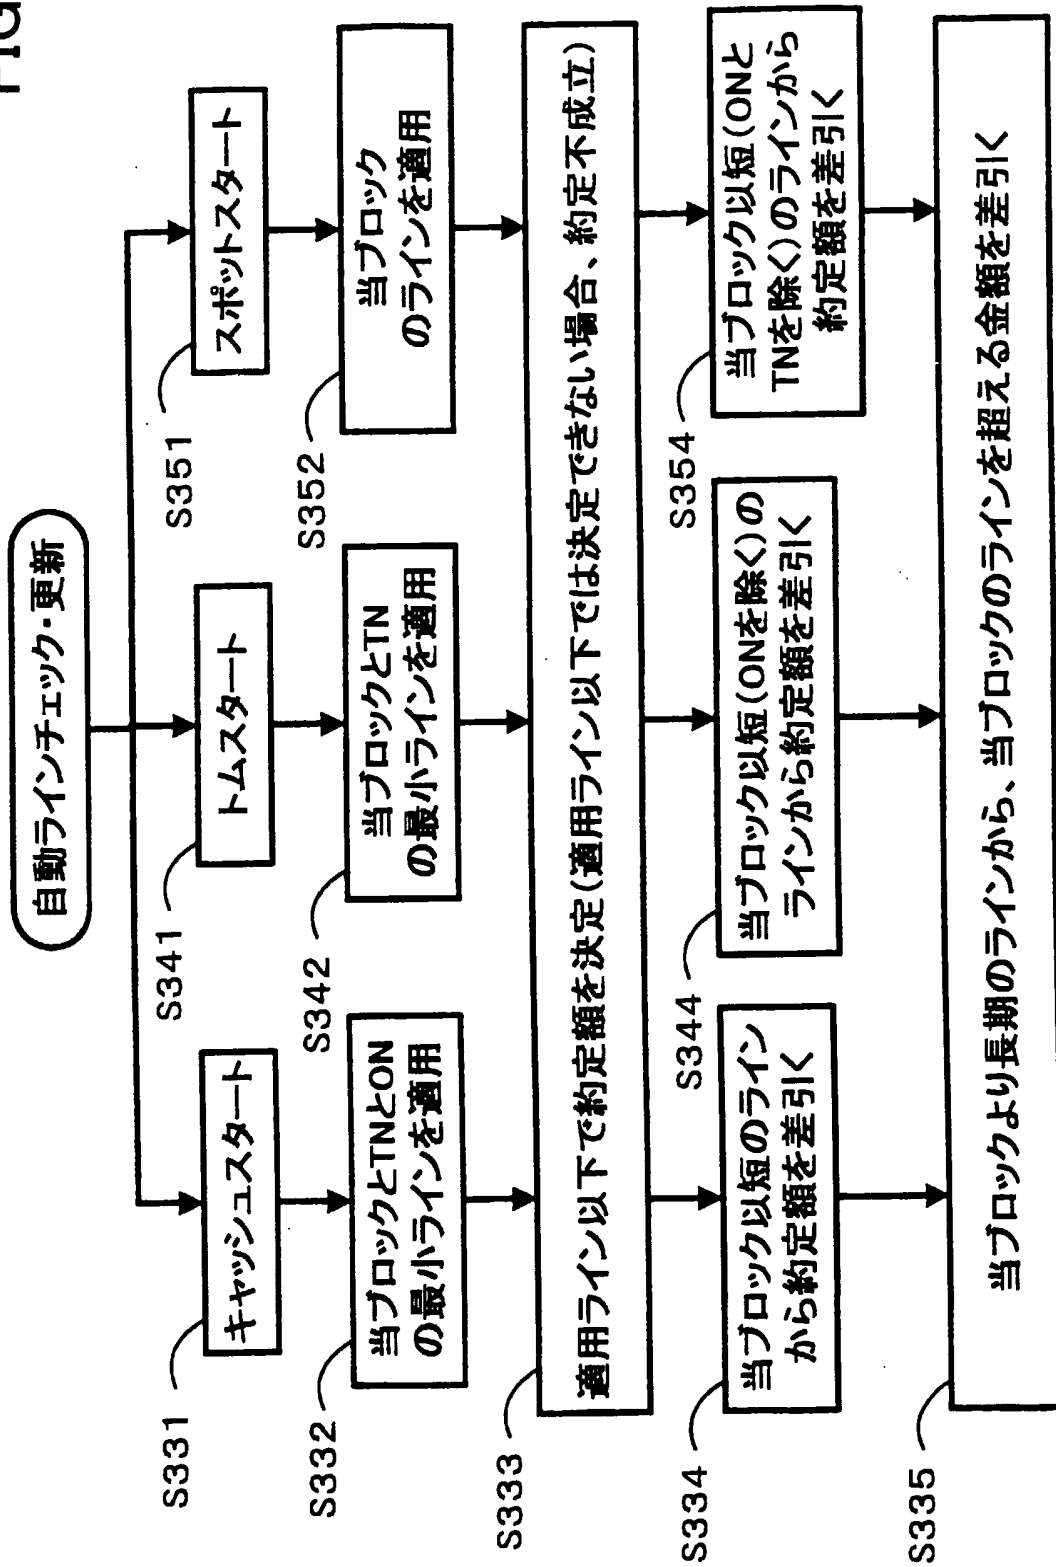 FIG
自動ラインチェック・更新
S331
キャッシュスタート
S341
トムスタート
S351
スポットスタート
S332
当ブロックとTNとON
の最小ラインを適用
S342
当ブロックとTN
の最小ラインを適用
S352
当ブロック
のラインを適用
S333
適用ライン以下で約定額を決定(適用ライン以下では決定できない場合、約定不成立)
S334
当ブロック以短のライン
から約定額を差引く
S344
当ブロック以短(ONを除く)の
ラインから約定額を差引く
S354
当ブロック以短(ONと
TNを除く)のラインから
約定額を差引く
S335
当ブロックより長期のラインから、当ブロックのラインを超える金額を差引く